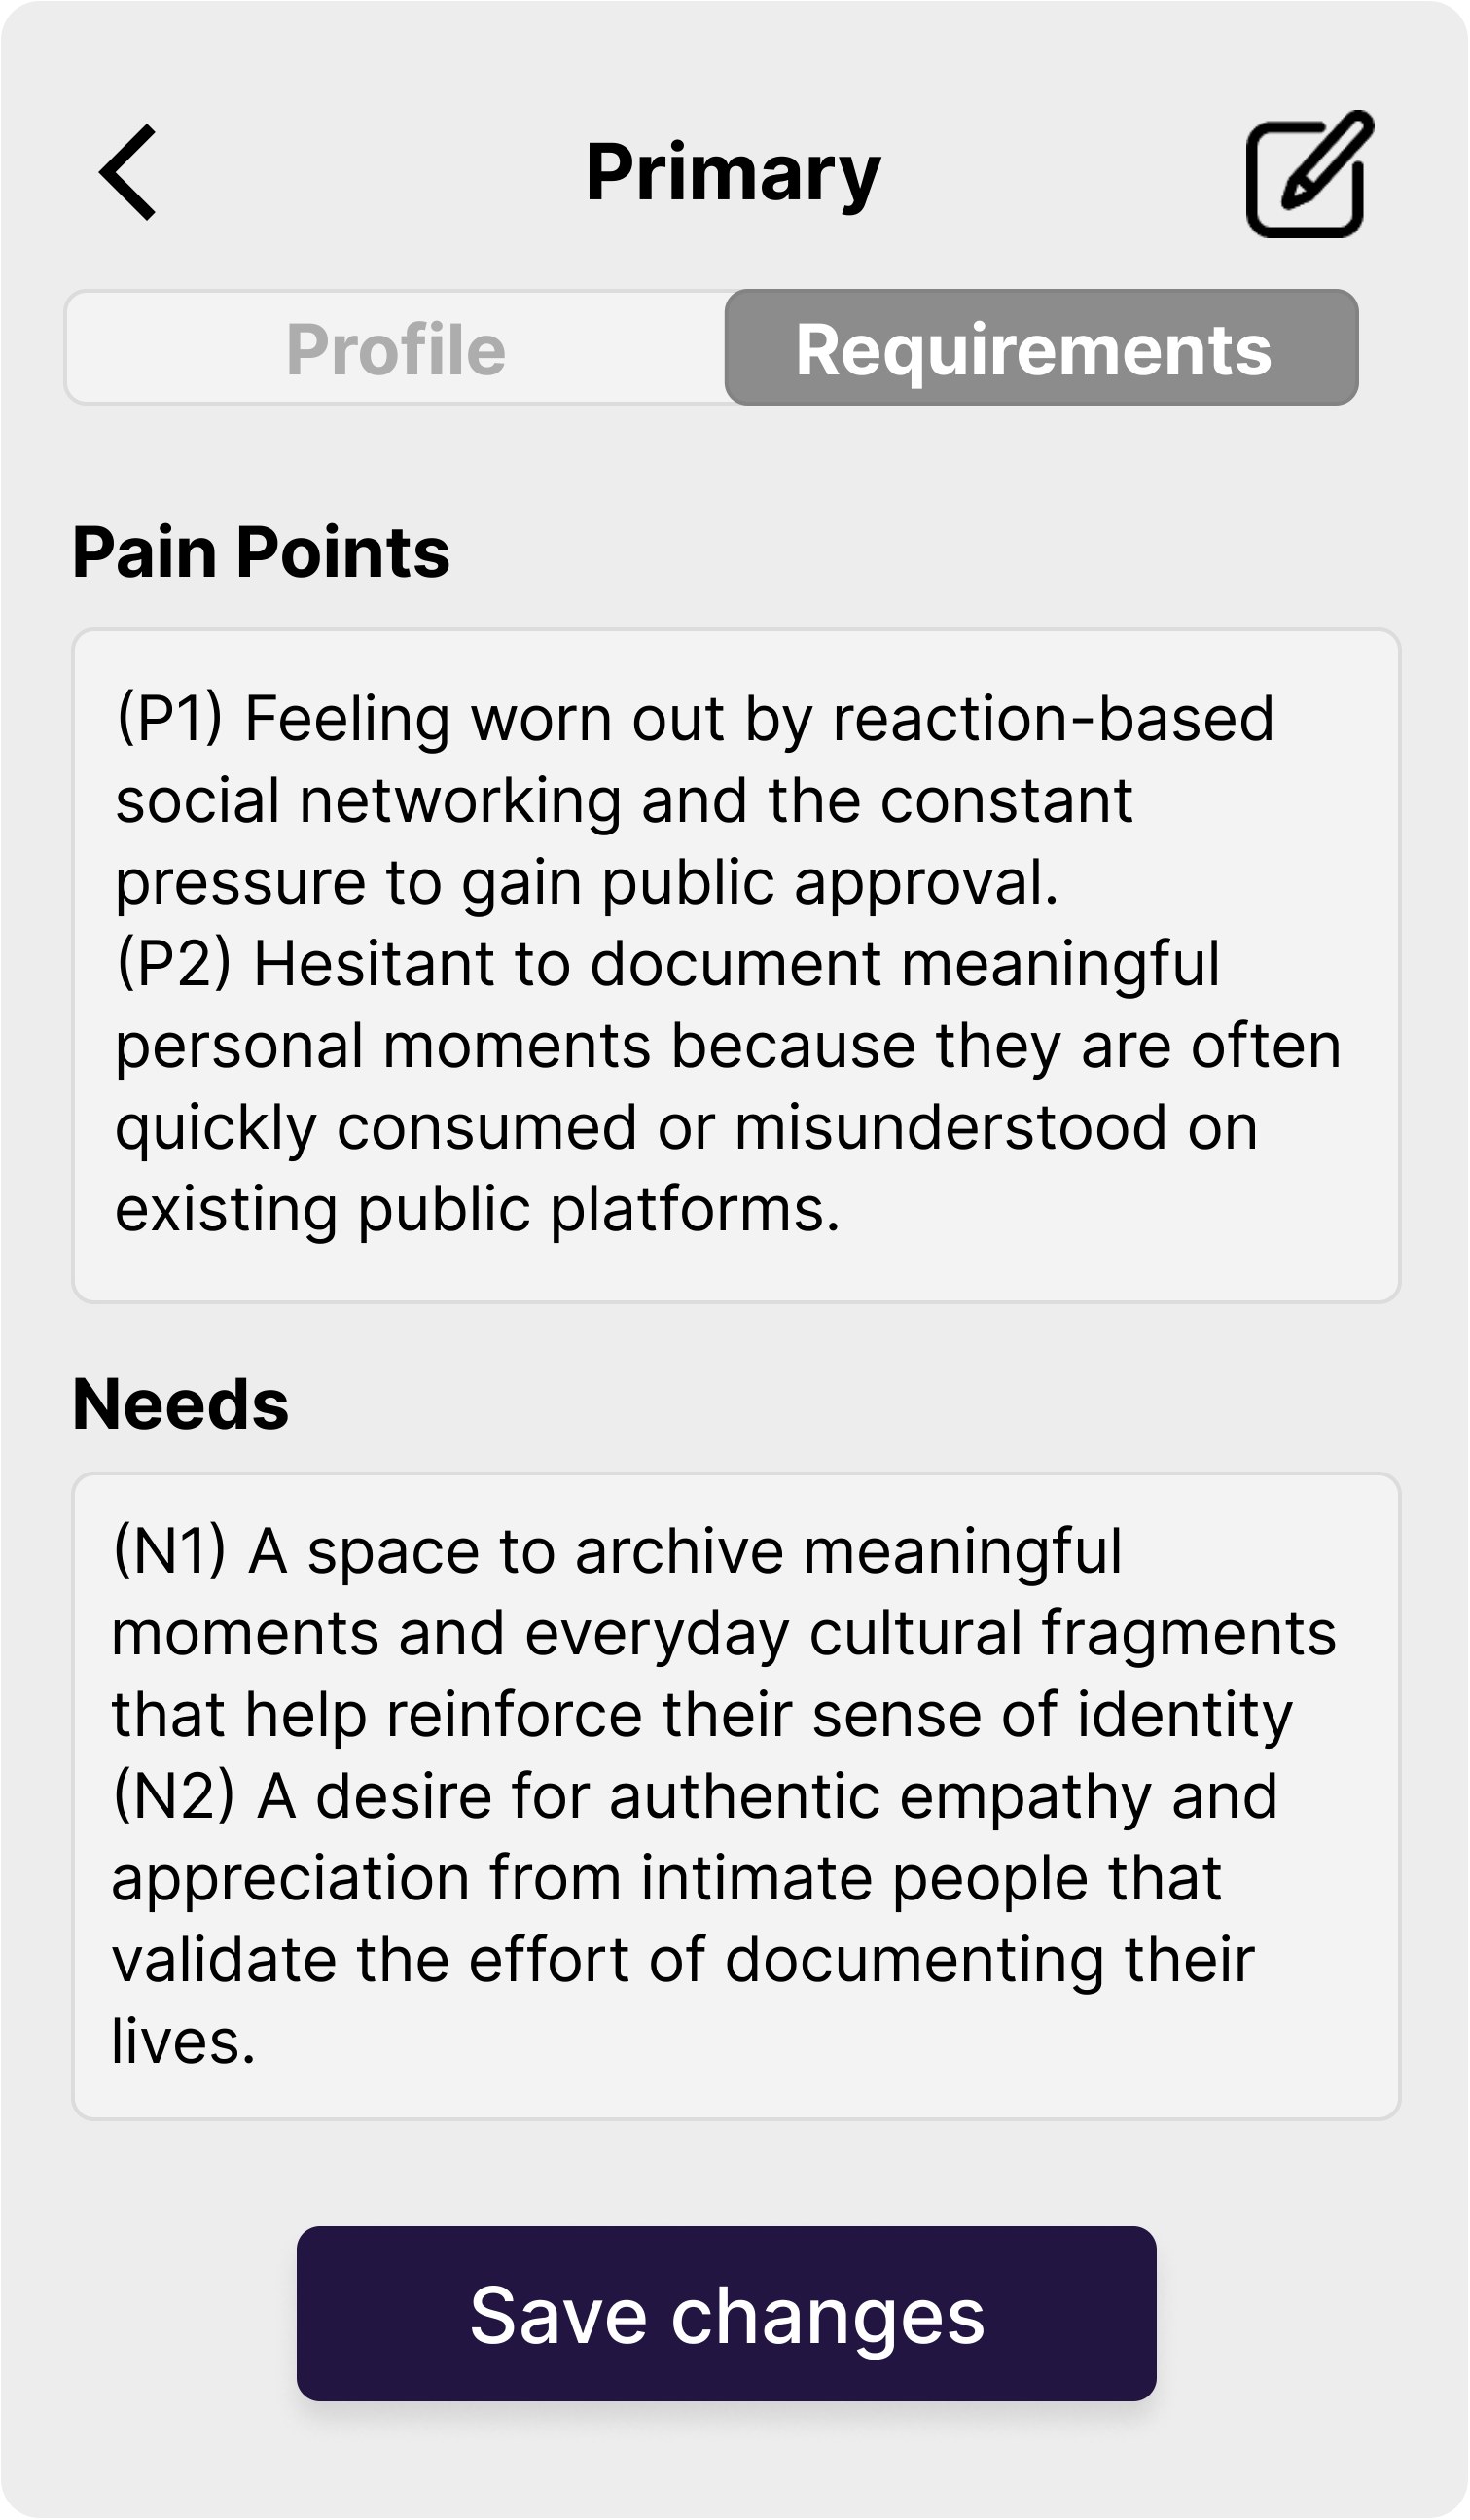 Primary
Profile
Requirements
Pain Points
(P1) Feeling worn out by reaction-based
social networking and the constant
pressure to gain public approval.
(P2) Hesitant to document meaningful
personal moments because they are often
quickly consumed or misunderstood on
existing public platforms.
Needs
(N1) A space to archive meaningful
moments and everyday cultural fragments
that help reinforce their sense of identity
(N2) A desire for authentic empathy and
appreciation from intimate people that
validate the effort of documenting their
lives.
Save changes